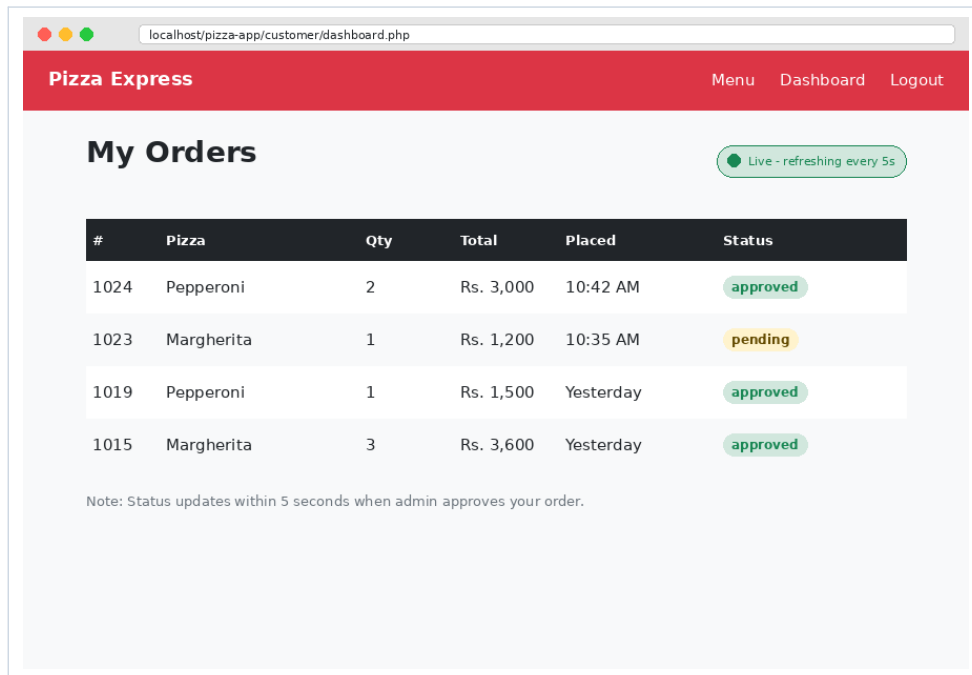 localhost/pizza-app/customer/dashboard.php
Pizza Express Menu Dashboard Logout
My Orders
Live - refreshing every 5s
# Pizza Qty Total Placed Status
1024 Pepperoni 2 Rs. 3,000 10:42 AM approved
1023 Margherita 1 Rs. 1,200 10:35 AM pending
1019 Pepperoni 1 Rs. 1,500 Yesterday approved
1015 Margherita 3 Rs. 3,600 Yesterday approved
Note: Status updates within 5 seconds when admin approves your order.